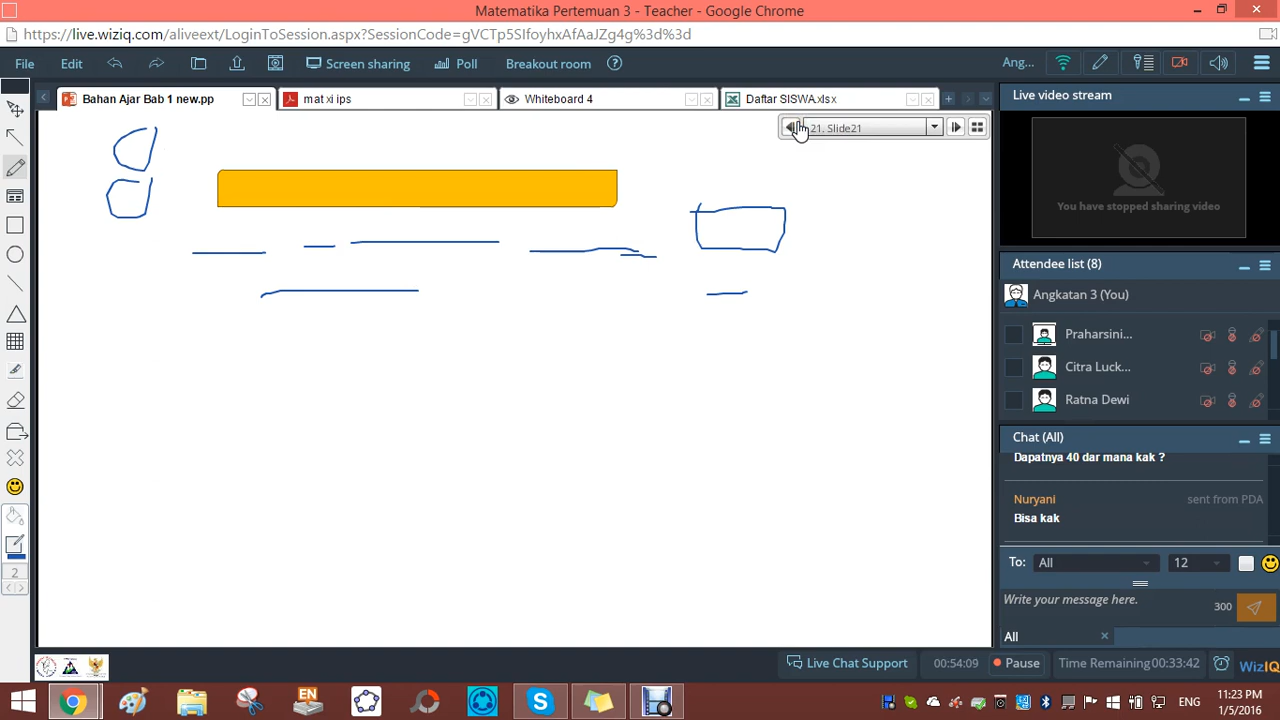 Matematika Pertemuan 3 - Teacher - Google Chrome
https://live.wiziq.com/aliveext/LoginToSession.aspx?SessionCode=gVCTp5SIfoyhxAfAaJZg4g%3d%3d
File Edit Screen sharing Poll Breakout room ? Ang...
Bahan Ajar Bab 1 new.pp
mat xi ips
Whiteboard 4
Daftar SISWA.xlsx
21. Slide21
Live video stream
You have stopped sharing video
Attendee list (8)
Angkatan 3 (You)
Praharsini...
Citra Luck...
Ratna Dewi
Chat (All)
Dapatnya 40 dar mana kak ?
Nuryani sent from PDA
Bisa kak
To: All 12
Write your message here. 300
All
2
Live Chat Support 00:54:09 Pause Time Remaining 00:33:42 WizIQ
EN
ENG 11:23 PM
1/5/2016